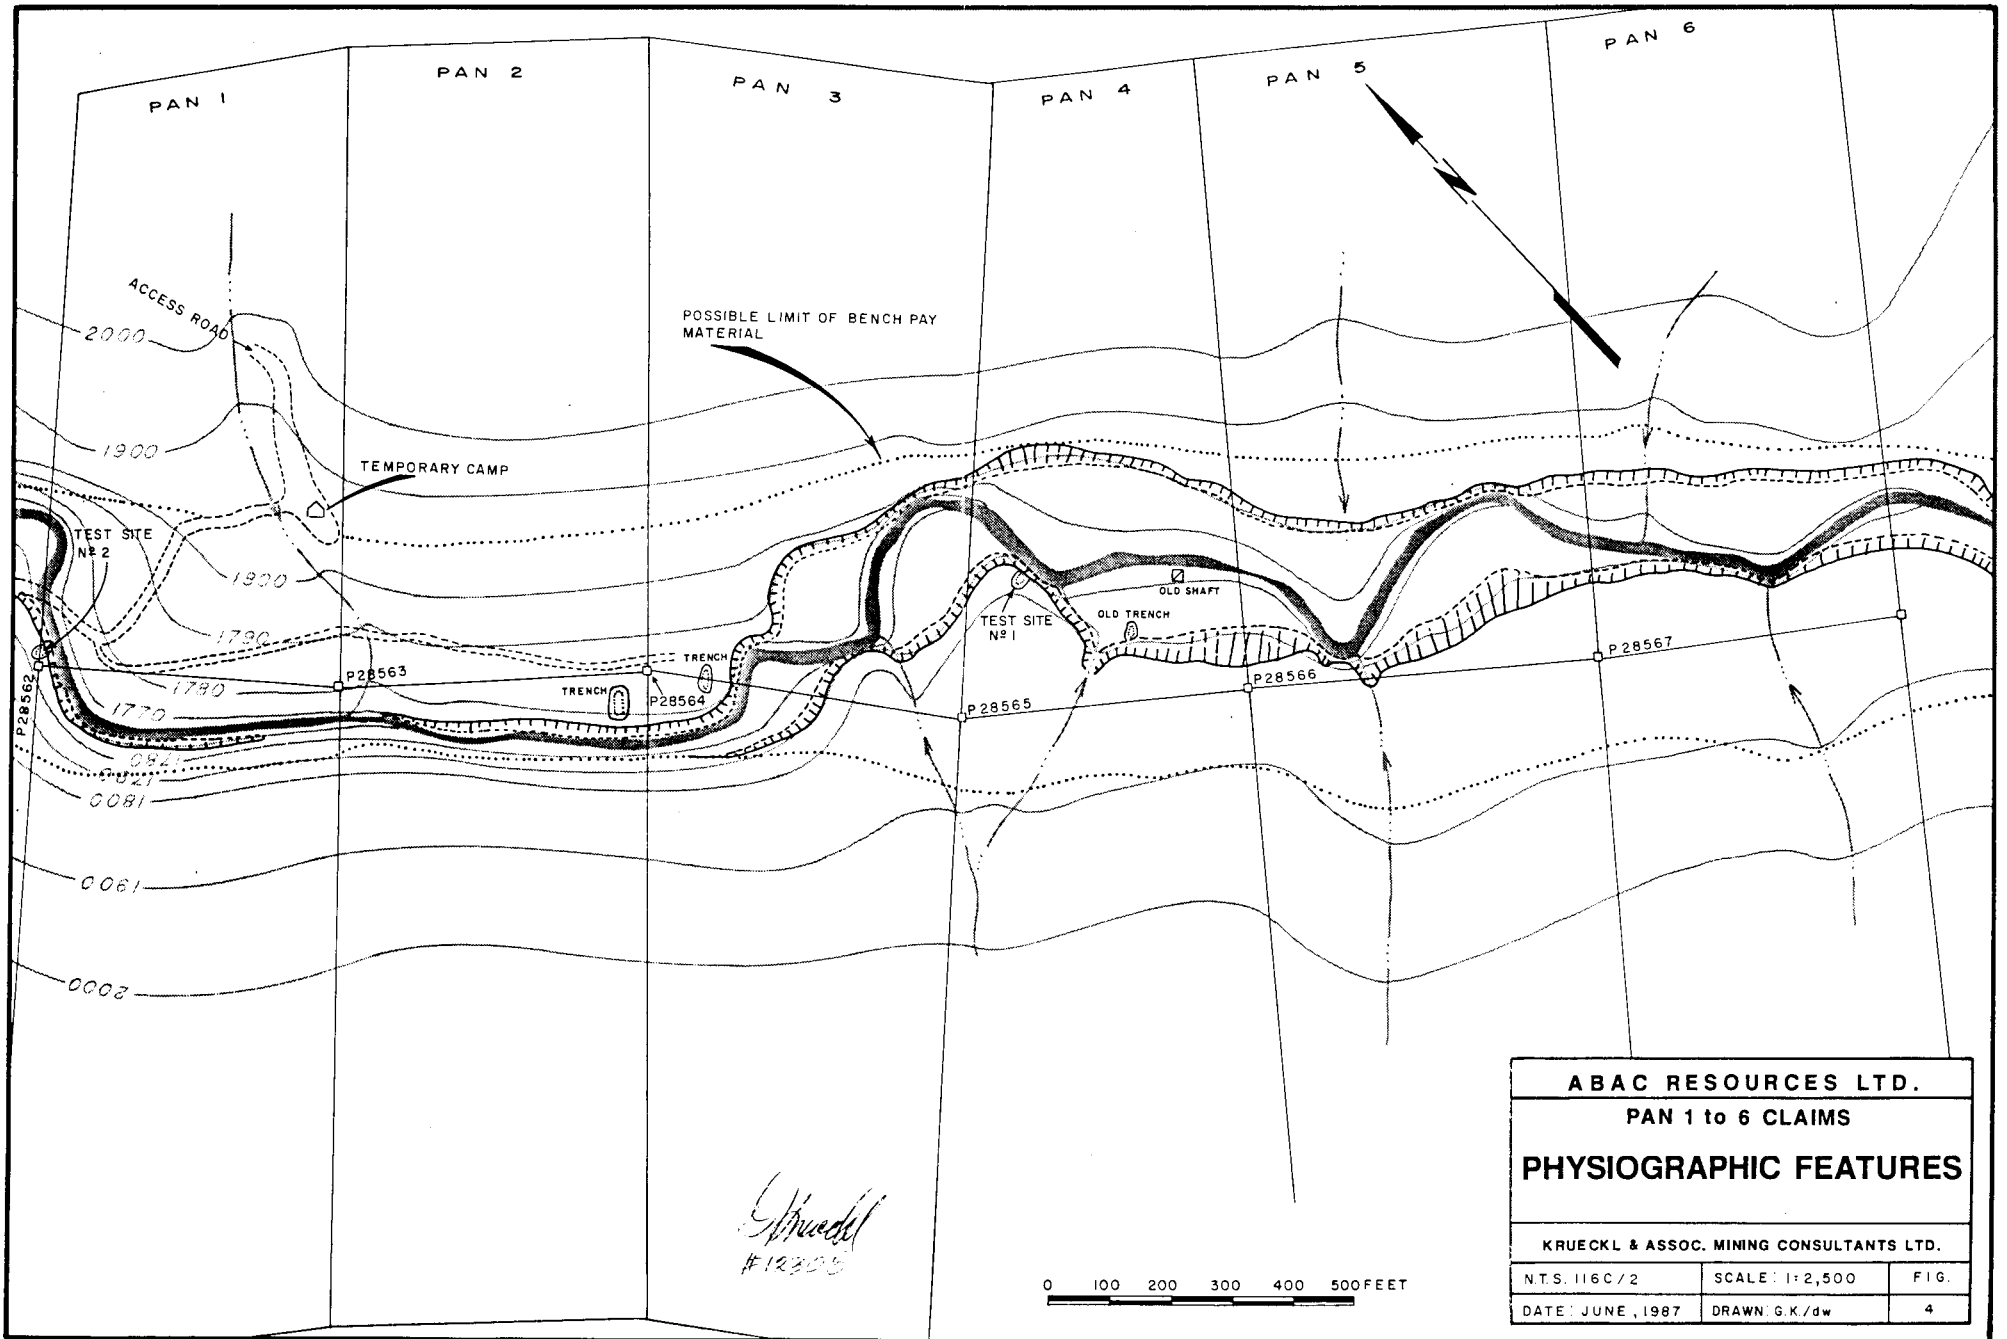 PAN 1
PAN 2
PAN 3
PAN 4
PAN 5
PAN 6
ACCESS ROAD
2000
POSSIBLE LIMIT OF BENCH PAY
MATERIAL
1900
TEMPORARY CAMP
TEST SITE
Nº 2
1800
1790
OLD SHAFT
OLD TRENCH
TEST SITE
Nº 1
P28562
P28563
TRENCH
TRENCH
P28564
P28565
P28566
P28567
1780
1770
1780
1790
1800
1900
2000
ABAC RESOURCES LTD.
PAN 1 to 6 CLAIMS
PHYSIOGRAPHIC FEATURES
KRUECKL & ASSOC. MINING CONSULTANTS LTD.
N.T.S. 116C/2
SCALE: 1:2,500
FIG.
DATE: JUNE, 1987
DRAWN: G.K./dw
4
0 100 200 300 400 500 FEET